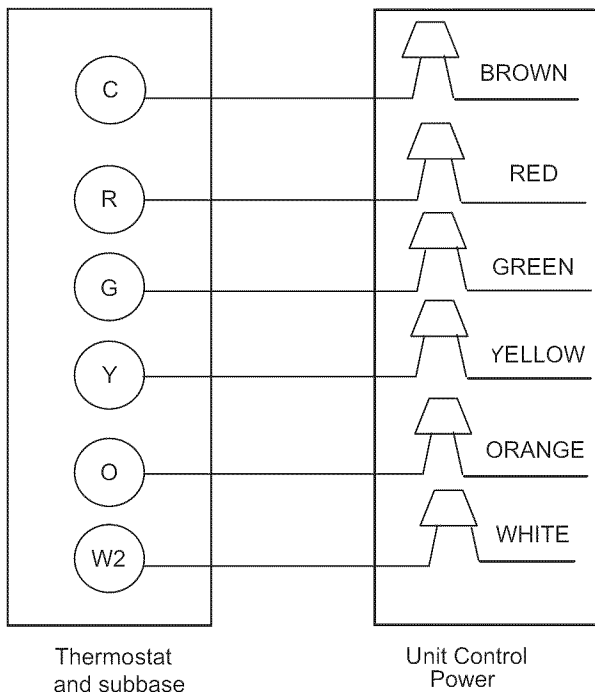 C
BROWN
R
RED
G
GREEN
Y
YELLOW
O
ORANGE
W2
WHITE
Thermostat
and subbase
Unit Control
Power